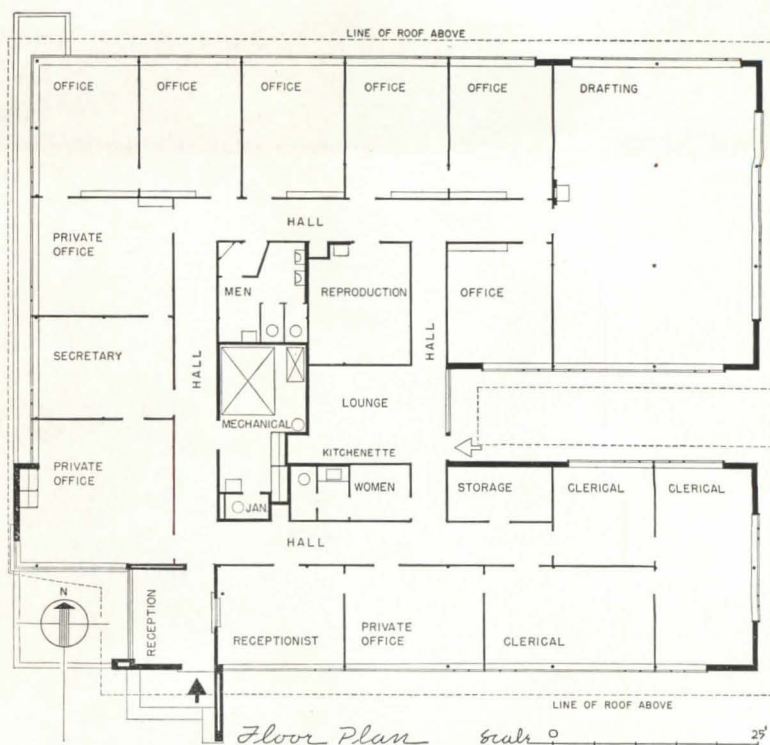 LINE OF ROOF ABOVE
OFFICE
OFFICE
OFFICE
OFFICE
OFFICE
DRAFTING
HALL
PRIVATE
OFFICE
MEN
REPRODUCTION
OFFICE
SECRETARY
HALL
HALL
LOUNGE
MECHANICAL
KITCHENETTE
PRIVATE
OFFICE
WOMEN
STORAGE
CLERICAL
CLERICAL
JAN.
HALL
N
RECEPTION
RECEPTIONIST
PRIVATE
OFFICE
CLERICAL
LINE OF ROOF ABOVE
Floor Plan
Scale 0 25'